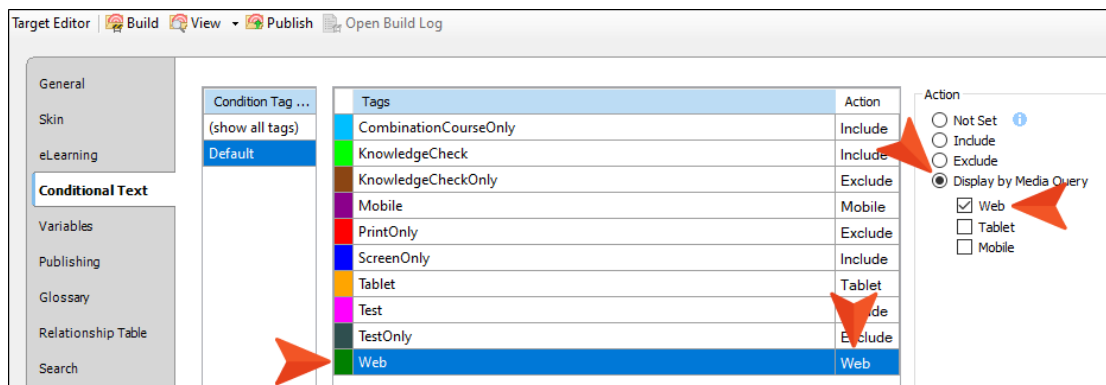 Target Editor Build View Publish Open Build Log
General
Skin
eLearning
Conditional Text
Variables
Publishing
Glossary
Relationship Table
Search
Condition Tag ...
(show all tags)
Default
Tags Action
CombinationCourseOnly Include
KnowledgeCheck Include
KnowledgeCheckOnly Exclude
Mobile Mobile
PrintOnly Exclude
ScreenOnly Include
Tablet Tablet
Test
TestOnly Exclude
Web Web
Action
Not Set
Include
Exclude
Display by Media Query
Web
Tablet
Mobile